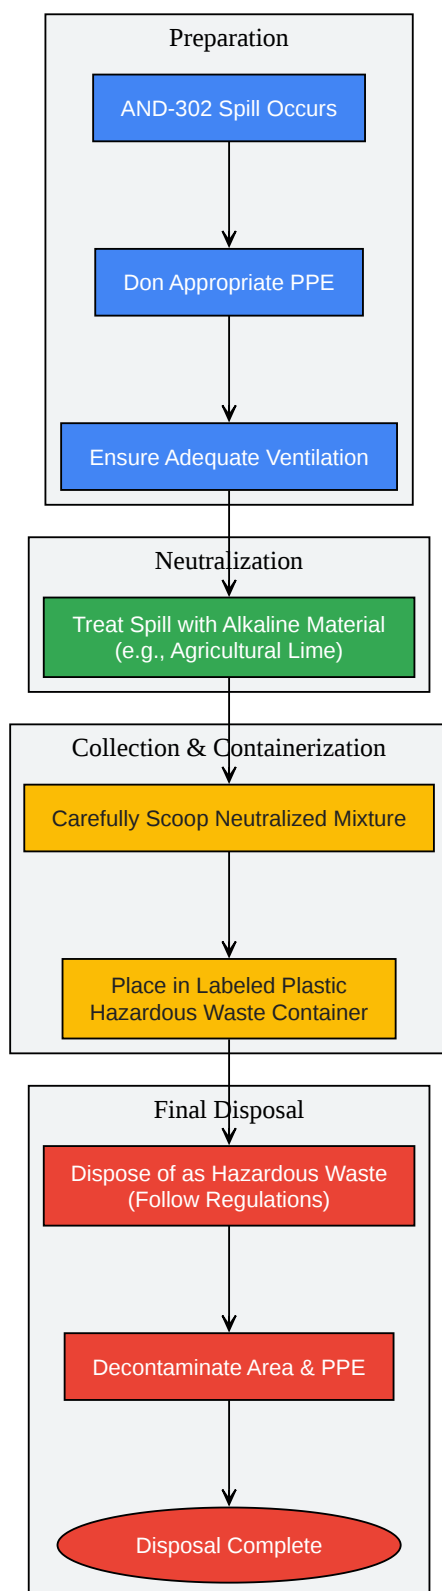 Preparation
AND-302 Spill Occurs
Don Appropriate PPE
Ensure Adequate Ventilation
Neutralization
Treat Spill with Alkaline Material
(e.g., Agricultural Lime)
Collection & Containerization
Carefully Scoop Neutralized Mixture
Place in Labeled Plastic
Hazardous Waste Container
Final Disposal
Dispose of as Hazardous Waste
(Follow Regulations)
Decontaminate Area & PPE
Disposal Complete